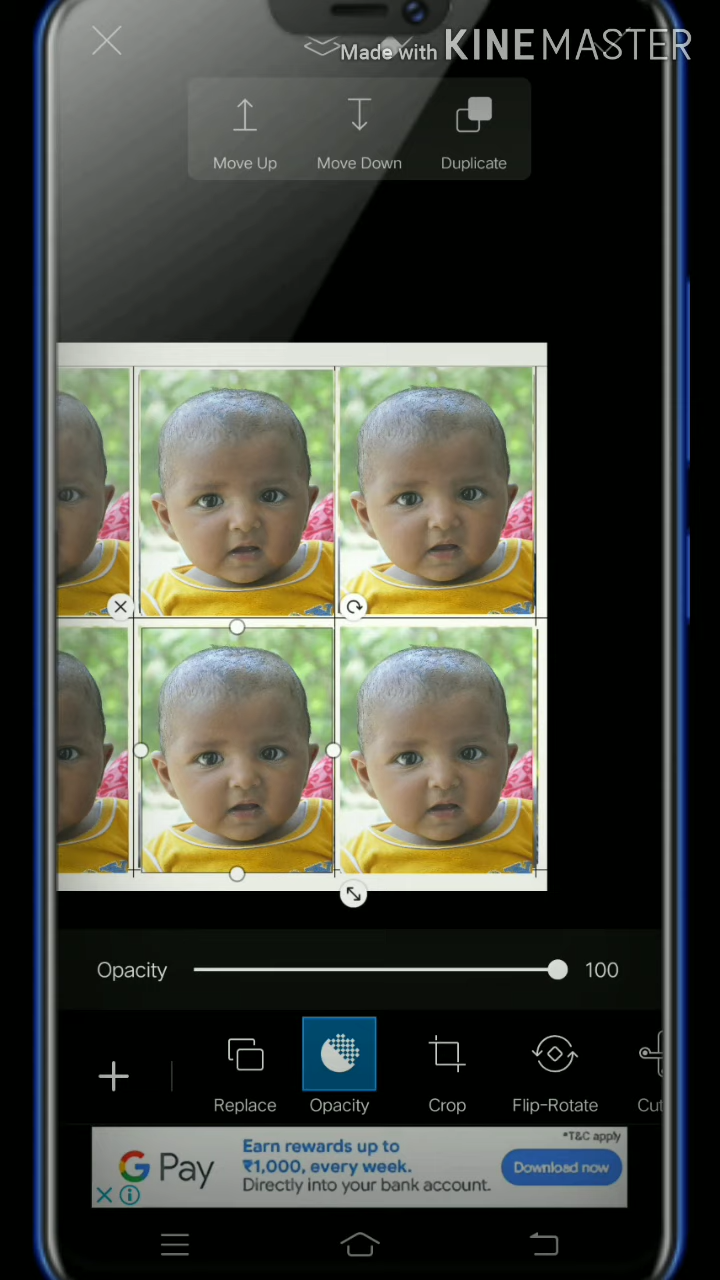 Made with KINEMASTER
Move Up Move Down Duplicate
Opacity 100
Replace Opacity Crop Flip-Rotate Cut
*T&C apply
G Pay
Earn rewards up to
₹1,000, every week.
Directly into your bank account.
Download now